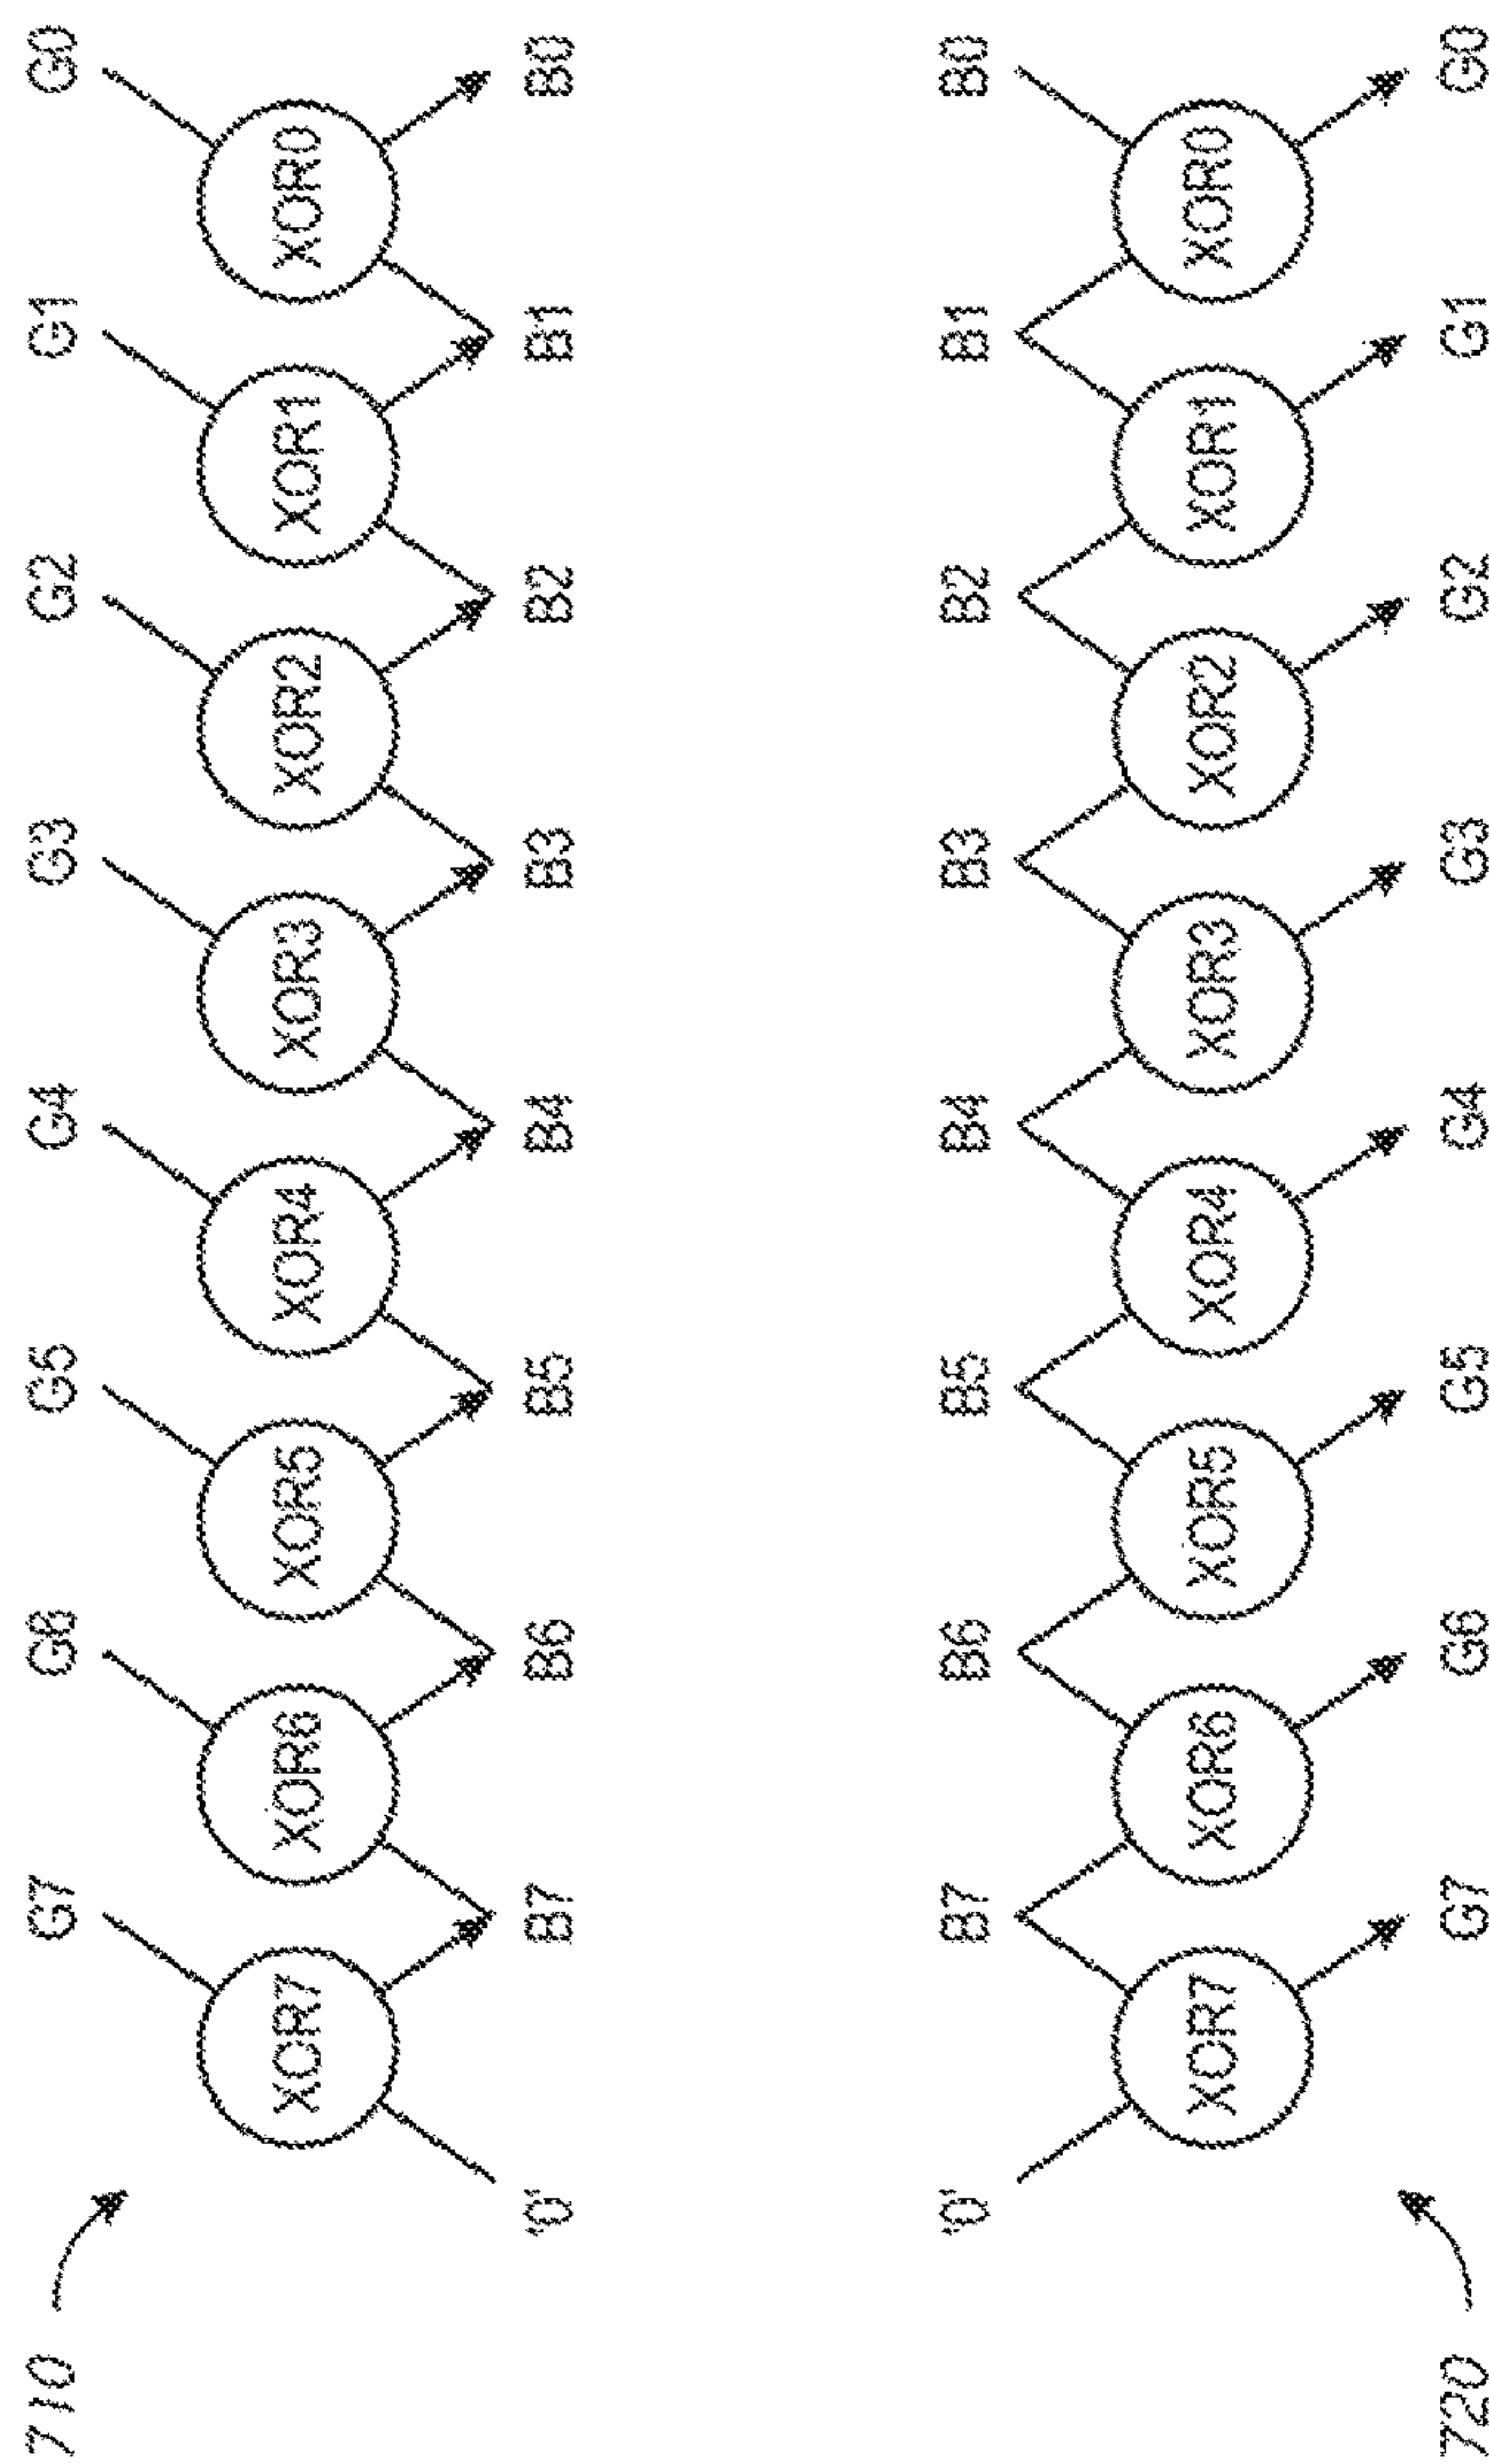 710 G7 G6 G5 G4 G3 G2 G1 G0
XOR7 XOR6 XOR5 XOR4 XOR3 XOR2 XOR1 XOR0
'0' B7 B6 B5 B4 B3 B2 B1 B0
'0' B7 B6 B5 B4 B3 B2 B1 B0
XOR7 XOR6 XOR5 XOR4 XOR3 XOR2 XOR1 XOR0
720 G7 G6 G5 G4 G3 G2 G1 G0